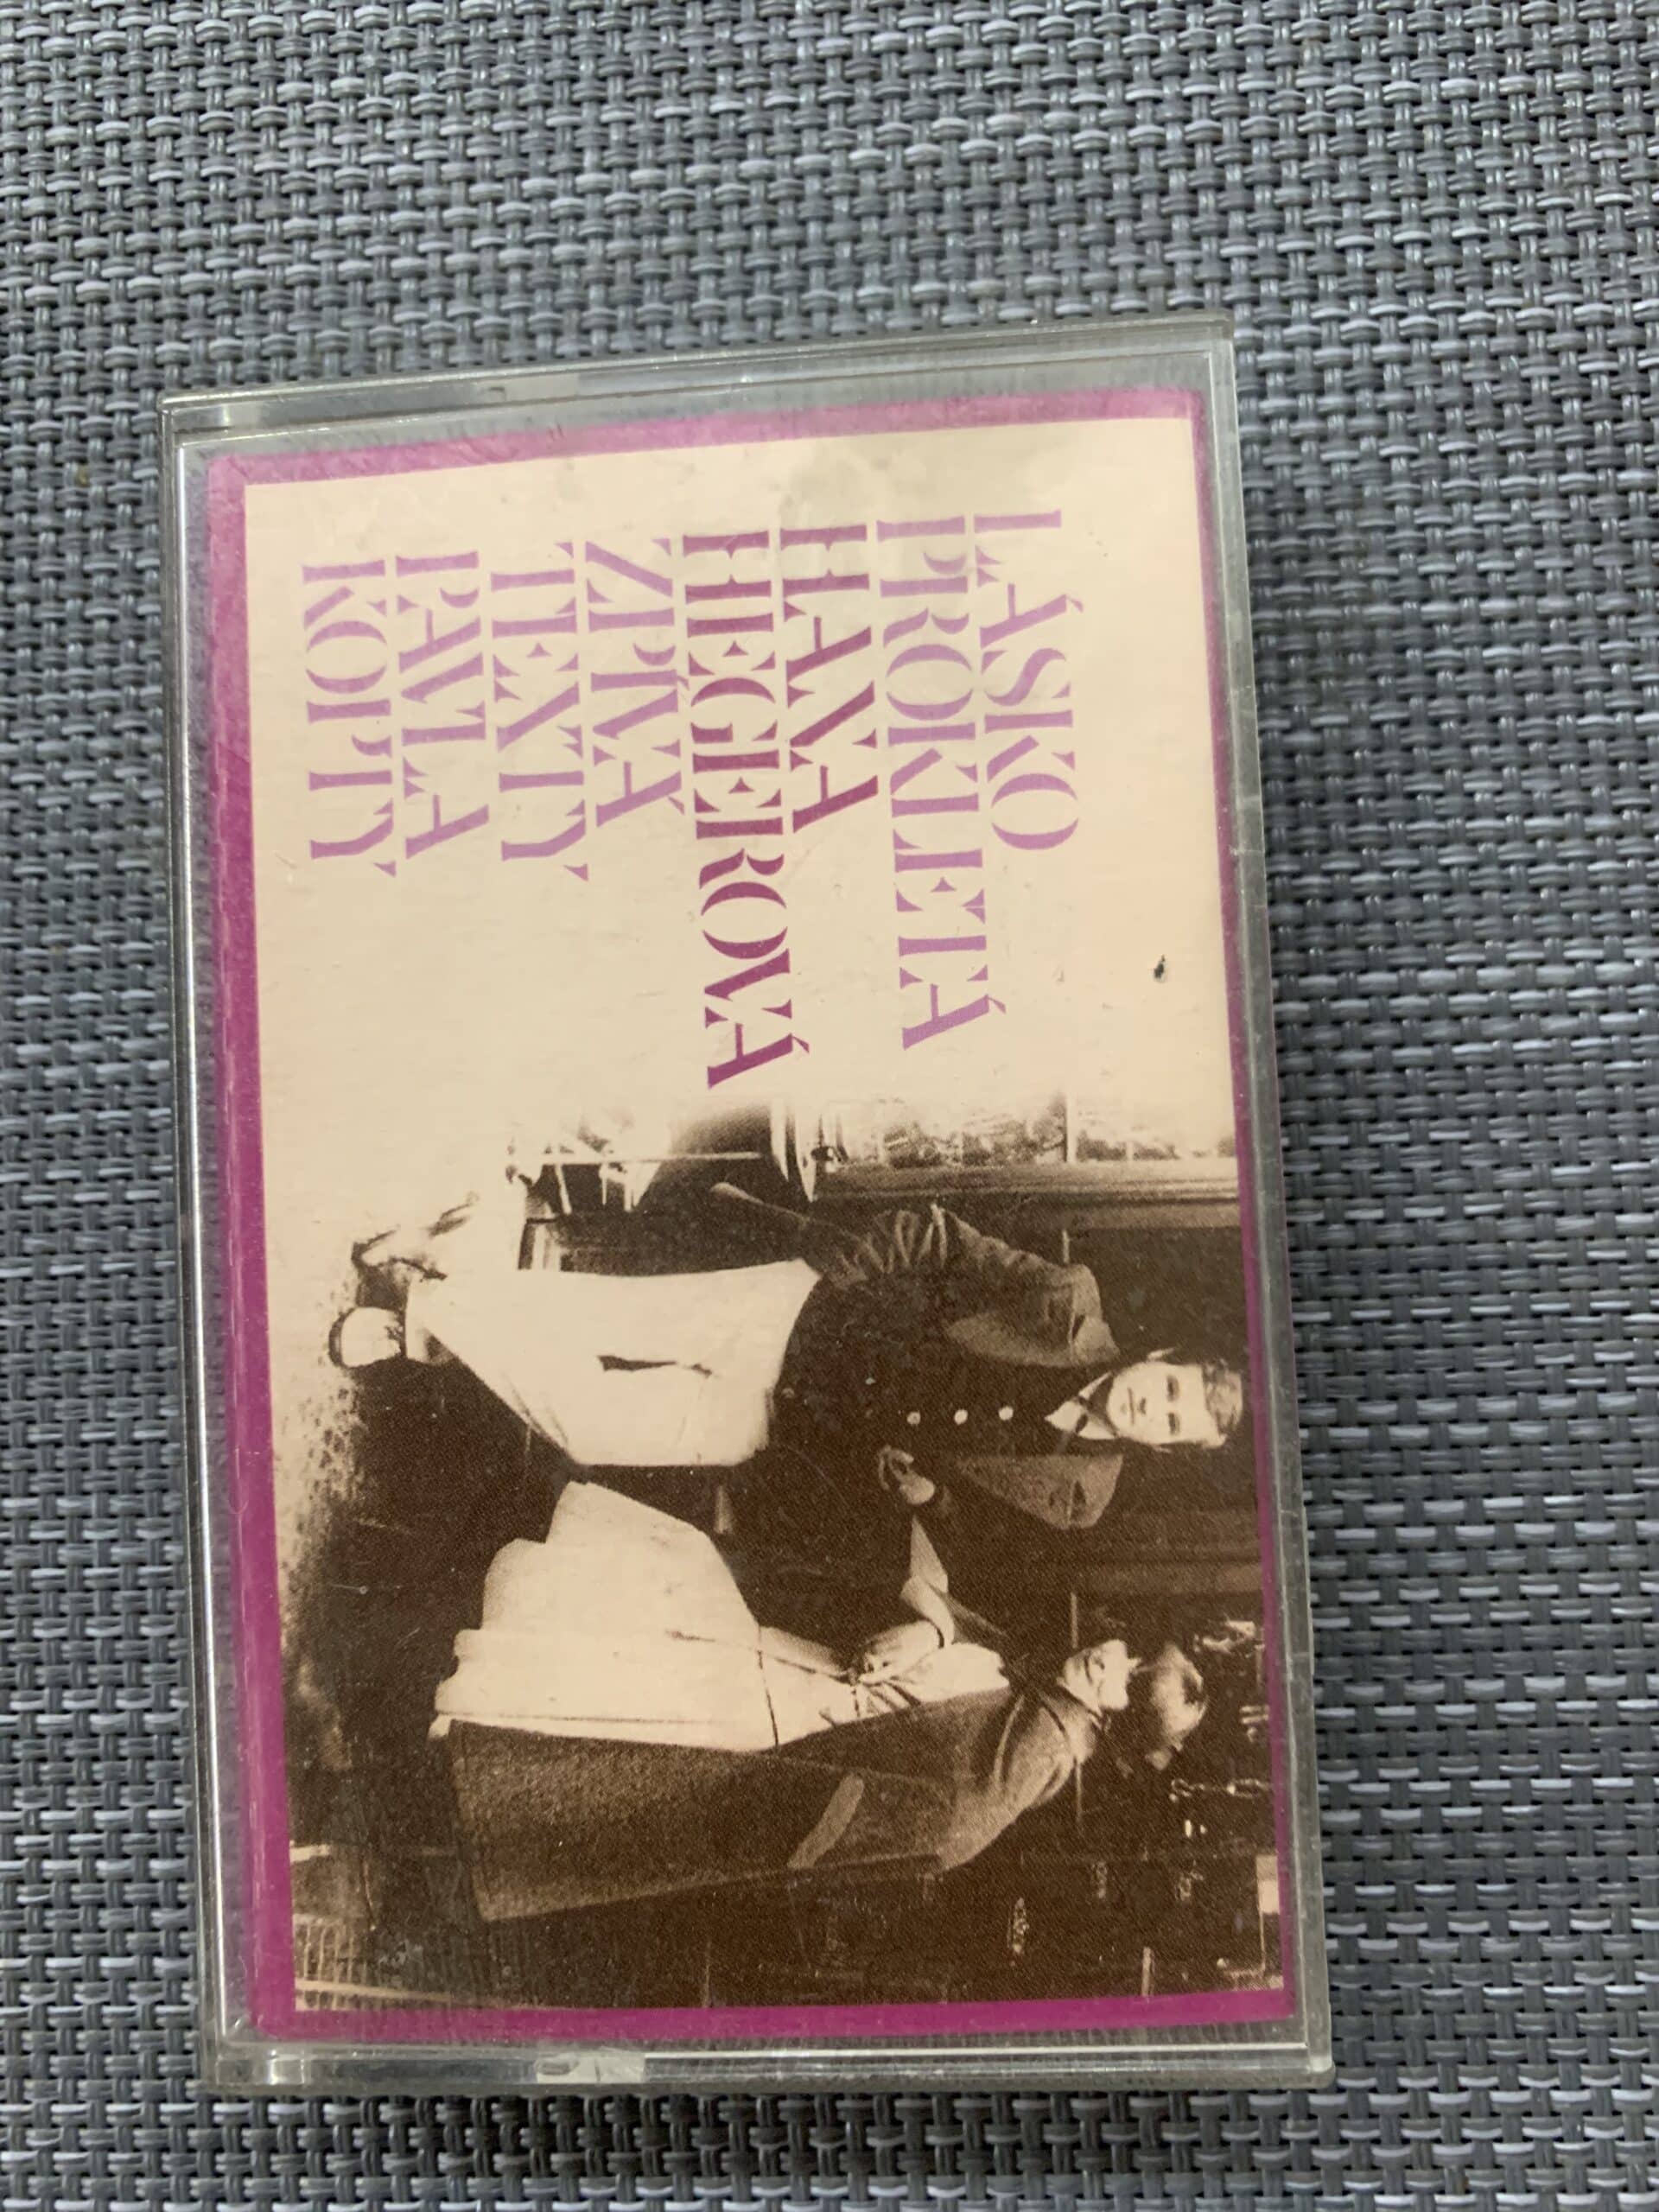 LÁSKO
PROKLETÁ
HANA
HEGEROVÁ
ZPÍVÁ
TEXTY
PAVLA
KOPTY